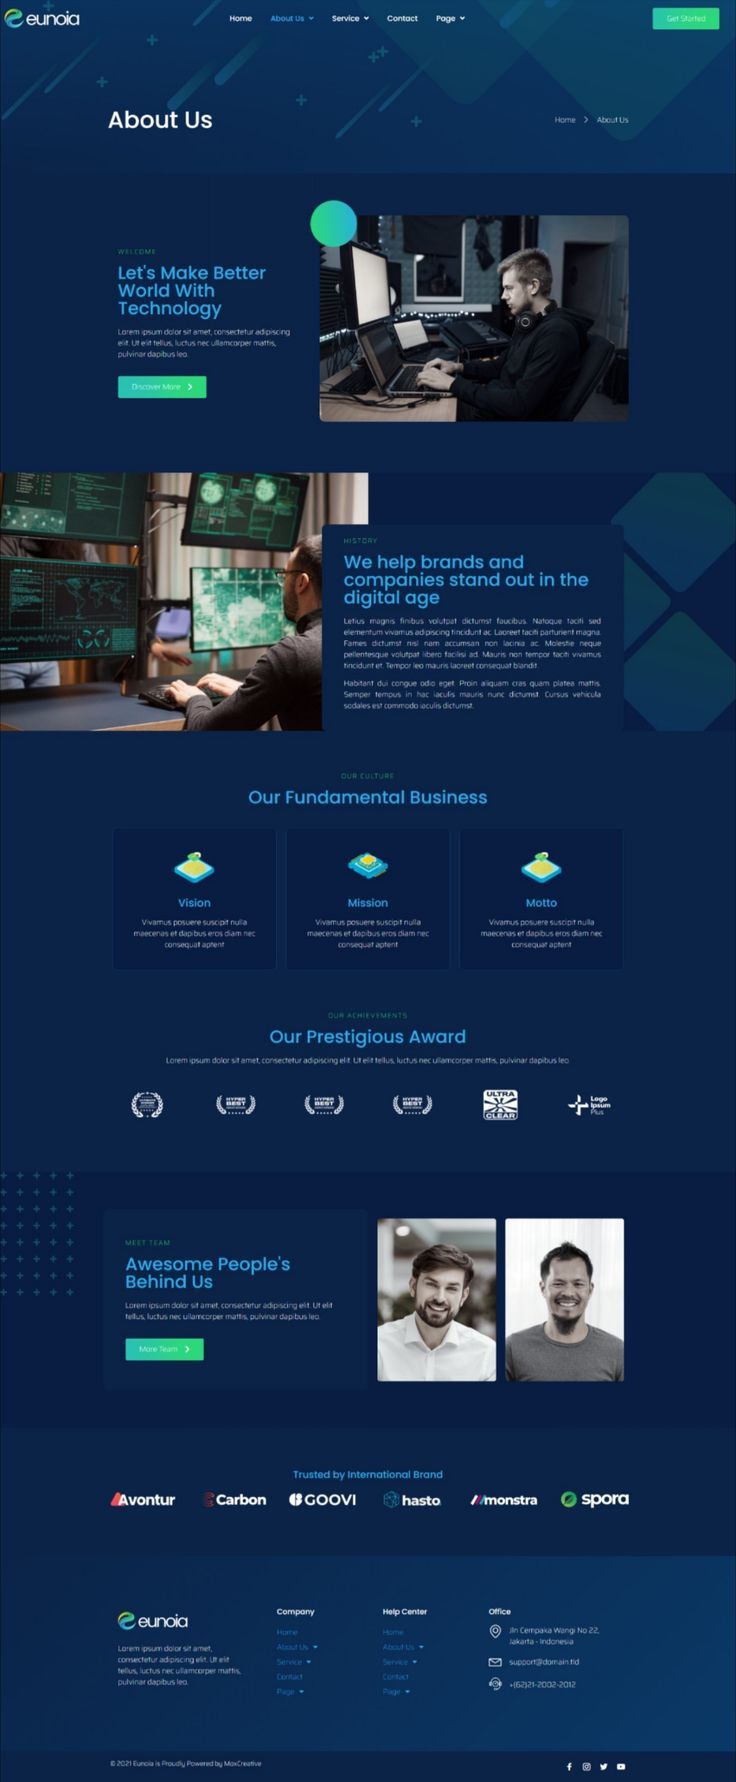 eunoia
Home About Us Service Contact Page
Get Started
About Us
Home > About Us
WELCOME
Let's Make Better
World With
Technology
Lorem ipsum dolor sit amet, consectetur adipiscing
elit. Ut elit tellus, luctus nec ullamcorper mattis,
pulvinar dapibus leo.
Discover More
HISTORY
We help brands and
companies stand out in the
digital age
Letius magnis finibus volutpat dictumst faucibus. Natoque taciti sed
elementum vivamus adipiscing tincidunt ac. Laoreet taciti parturient magna.
Fames dictumst nisl nam accumsan non lacinia ac. Molestie neque
pellentesque volutpat libero facilisi ad. Mauris non tempor taciti vivamus
tincidunt et. Tempor leo mauris laoreet consequat blandit.
Habitant dui congue odio eget. Proin aliquam cras quam platea mattis.
Semper tempus in hac iaculis mauris nunc dictumst. Cursus vehicula
sodales est commodo iaculis dictumst.
OUR CULTURE
Our Fundamental Business
Vision
Vivamus posuere suscipit nulla
maecenas et dapibus eros diam nec
consequat aptent
Mission
Vivamus posuere suscipit nulla
maecenas et dapibus eros diam nec
consequat aptent
Motto
Vivamus posuere suscipit nulla
maecenas et dapibus eros diam nec
consequat aptent
OUR ACHIEVEMENTS
Our Prestigious Award
Lorem ipsum dolor sit amet, consectetur adipiscing elit. Ut elit tellus, luctus nec ullamcorper mattis, pulvinar dapibus leo.
HYPER
BEST
HYPER
BEST
HYPER
BEST
ULTRA
CLEAR
Logo
Ipsum
Plus
MEET TEAM
Awesome People's
Behind Us
Lorem ipsum dolor sit amet, consectetur adipiscing elit. Ut elit
tellus, luctus nec ullamcorper mattis, pulvinar dapibus leo.
More Team
Trusted by International Brand
Avontur Carbon GOOVI hasto monstra spora
eunoia
Lorem ipsum dolor sit amet,
consectetur adipiscing elit. Ut elit
tellus, luctus nec ullamcorper mattis,
pulvinar dapibus leo.
Company
Home
About Us
Service
Contact
Page
Help Center
Home
About Us
Service
Contact
Page
Office
Jln Cempaka Wangi No 22,
Jakarta - Indonesia
support@domain.tld
+(62)21-2002-2012
© 2021 Eunoia is Proudly Powered by MaxCreative